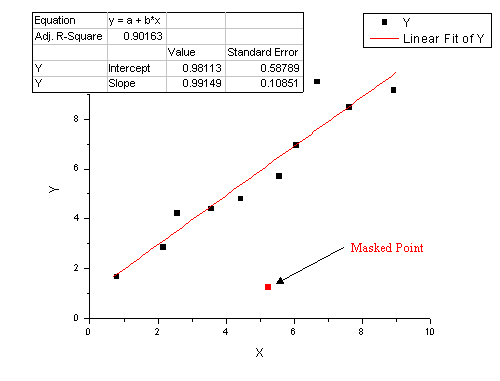 Equation y = a + b*x
Adj. R-Square 0.90163
Value Standard Error
Y Intercept 0.98113 0.58789
Y Slope 0.99149 0.10851
Y
Linear Fit of Y
8
6
4
2
0
Y
Masked Point
0 2 4 6 8 10
X